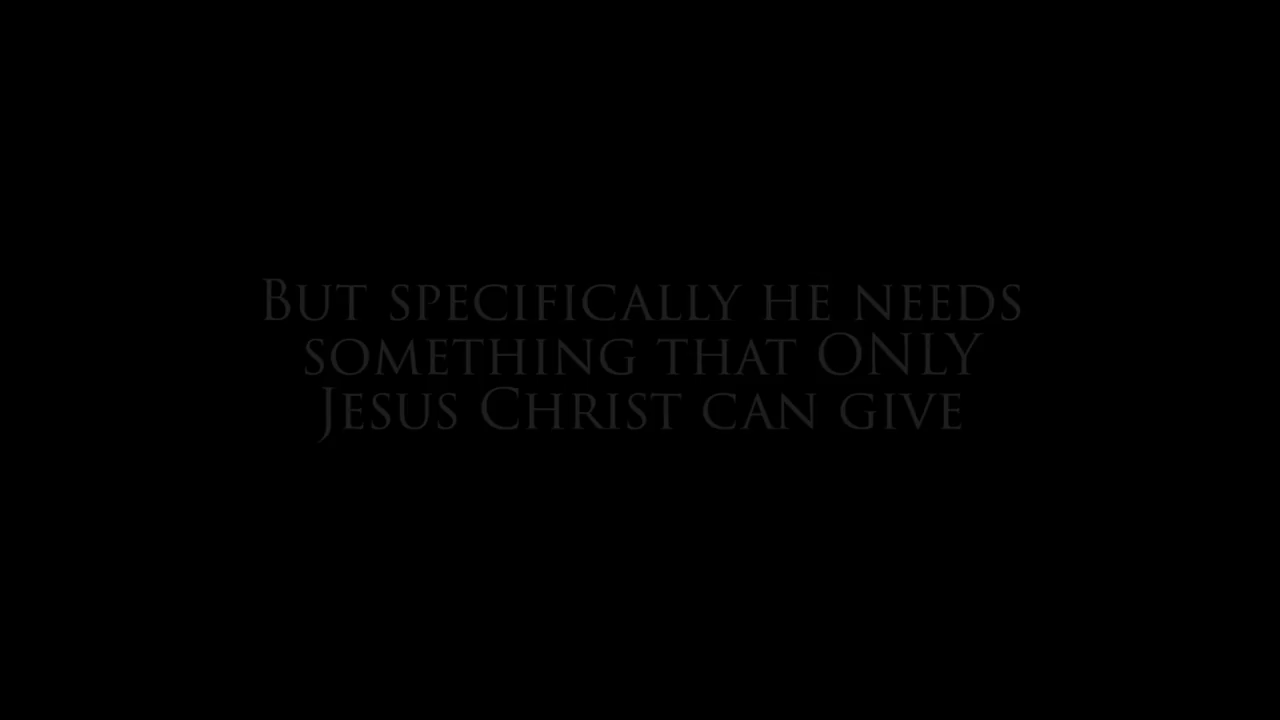 But specifically he needs
something that ONLY
Jesus Christ can give